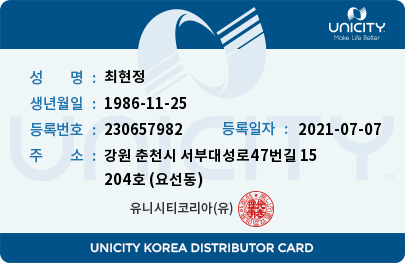 UNICITY
Make Life Better
성 명 : 최현정
생년월일 : 1986-11-25
등록번호 : 230657982 등록일자 : 2021-07-07
주 소 : 강원 춘천시 서부대성로47번길 15
204호 (요선동)
유니시티코리아(유)
UNICITY
UNICITY KOREA DISTRIBUTOR CARD